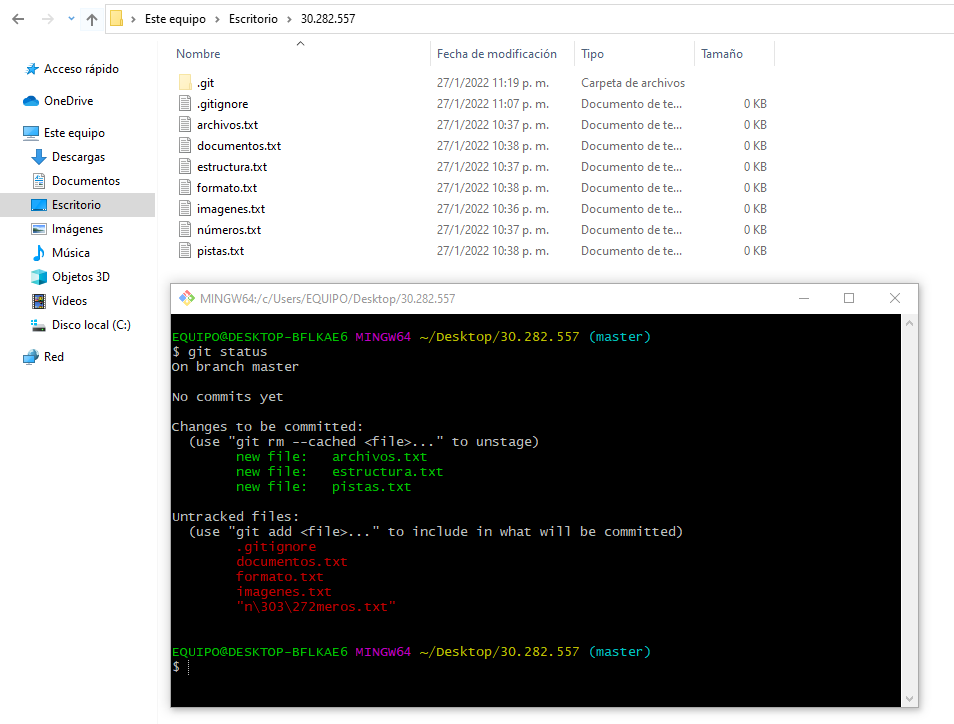 Este equipo > Escritorio > 30.282.557
Nombre Fecha de modificación Tipo Tamaño
Acceso rápido
OneDrive
Este equipo
Descargas
Documentos
Escritorio
Imágenes
Música
Objetos 3D
Videos
Disco local (C:)
Red
.git 27/1/2022 11:19 p. m. Carpeta de archivos
.gitignore 27/1/2022 11:07 p. m. Documento de te... 0 KB
archivos.txt 27/1/2022 10:37 p. m. Documento de te... 0 KB
documentos.txt 27/1/2022 10:38 p. m. Documento de te... 0 KB
estructura.txt 27/1/2022 10:37 p. m. Documento de te... 0 KB
formato.txt 27/1/2022 10:38 p. m. Documento de te... 0 KB
imagenes.txt 27/1/2022 10:36 p. m. Documento de te... 0 KB
números.txt 27/1/2022 10:37 p. m. Documento de te... 0 KB
pistas.txt 27/1/2022 10:38 p. m. Documento de te... 0 KB
MINGW64:/c/Users/EQUIPO/Desktop/30.282.557
EQUIPO@DESKTOP-BFLKAE6 MINGW64 ~/Desktop/30.282.557 (master)
$ git status
On branch master
No commits yet
Changes to be committed:
(use "git rm --cached <file>..." to unstage)
new file: archivos.txt
new file: estructura.txt
new file: pistas.txt
Untracked files:
(use "git add <file>..." to include in what will be committed)
.gitignore
documentos.txt
formato.txt
imagenes.txt
"n\303\272meros.txt"
EQUIPO@DESKTOP-BFLKAE6 MINGW64 ~/Desktop/30.282.557 (master)
$